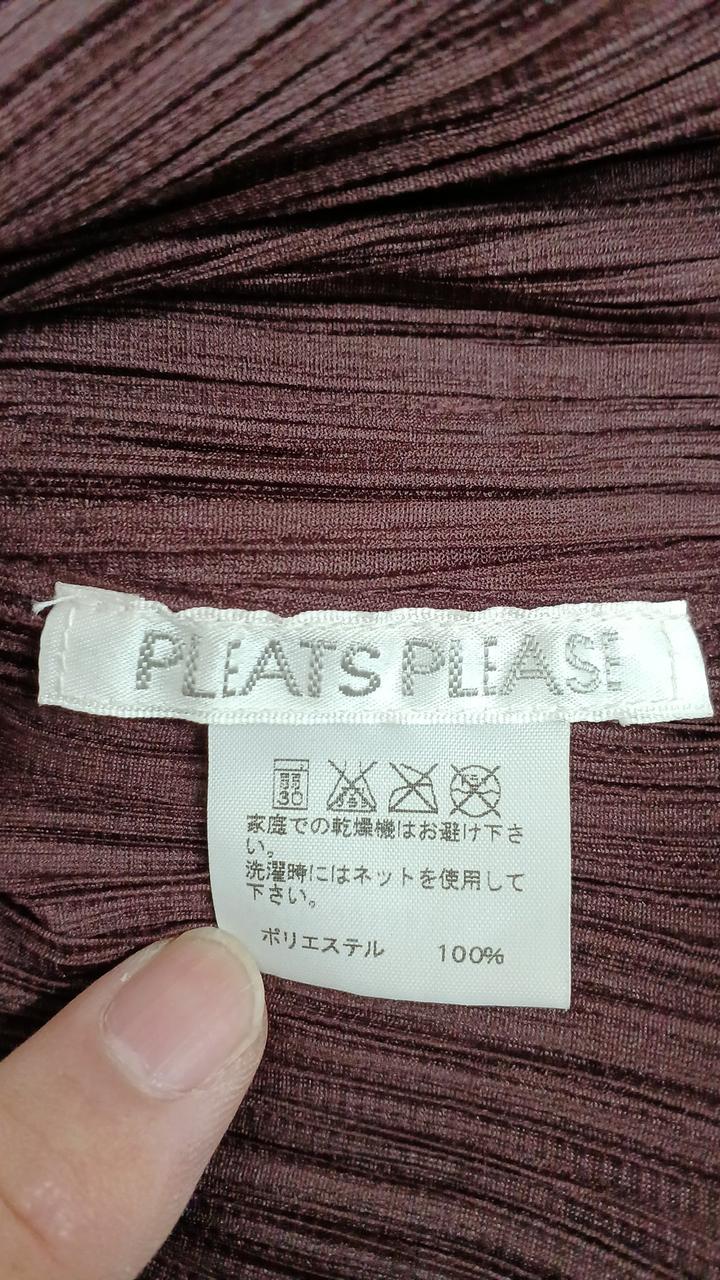 PLEATS PLEASE
弱
30
家庭での乾燥機はお避け下さ
い。
洗濯時にはネットを使用して
下さい。
ポリエステル 100%